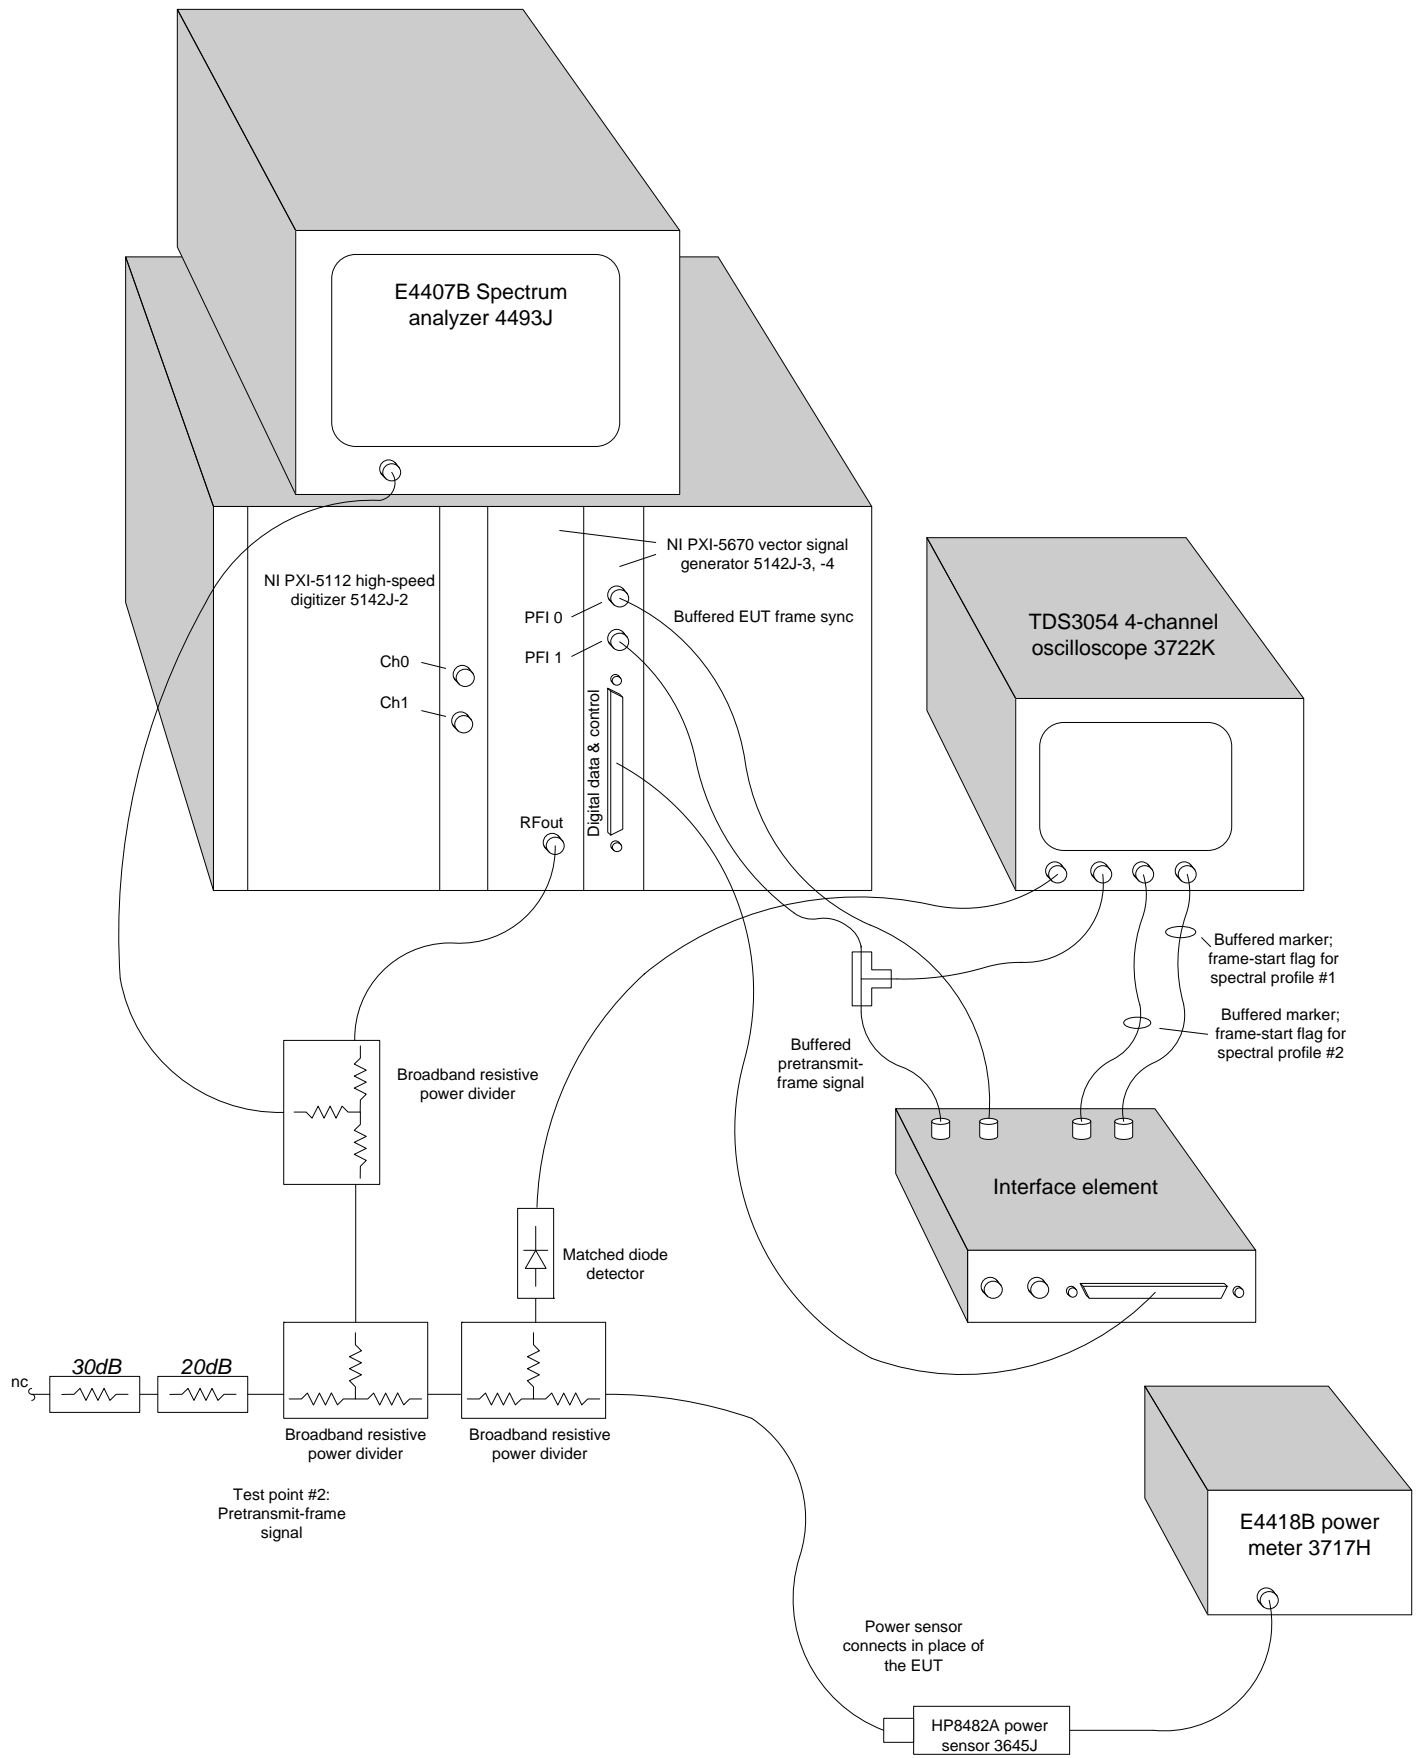 E4407B Spectrum
analyzer 4493J
NI PXI-5670 vector signal
generator 5142J-3, -4
NI PXI-5112 high-speed
digitizer 5142J-2
PFI 0
Buffered EUT frame sync
PFI 1
Ch0
Ch1
Digital data & control
RFout
TDS3054 4-channel
oscilloscope 3722K
Buffered marker;
frame-start flag for
spectral profile #1
Buffered marker;
frame-start flag for
spectral profile #2
Buffered
pretransmit-
frame signal
Broadband resistive
power divider
Interface element
Matched diode
detector
nc
30dB
20dB
Broadband resistive
power divider
Broadband resistive
power divider
Test point #2:
Pretransmit-frame
signal
E4418B power
meter 3717H
Power sensor
connects in place of
the EUT
HP8482A power
sensor 3645J